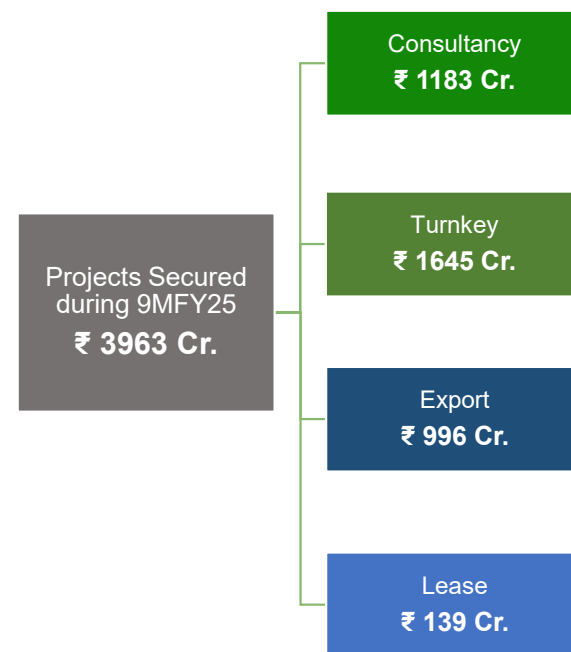 Consultancy
₹ 1183 Cr.
Turnkey
₹ 1645 Cr.
Projects Secured
during 9MFY25
₹ 3963 Cr.
Export
₹ 996 Cr.
Lease
₹ 139 Cr.